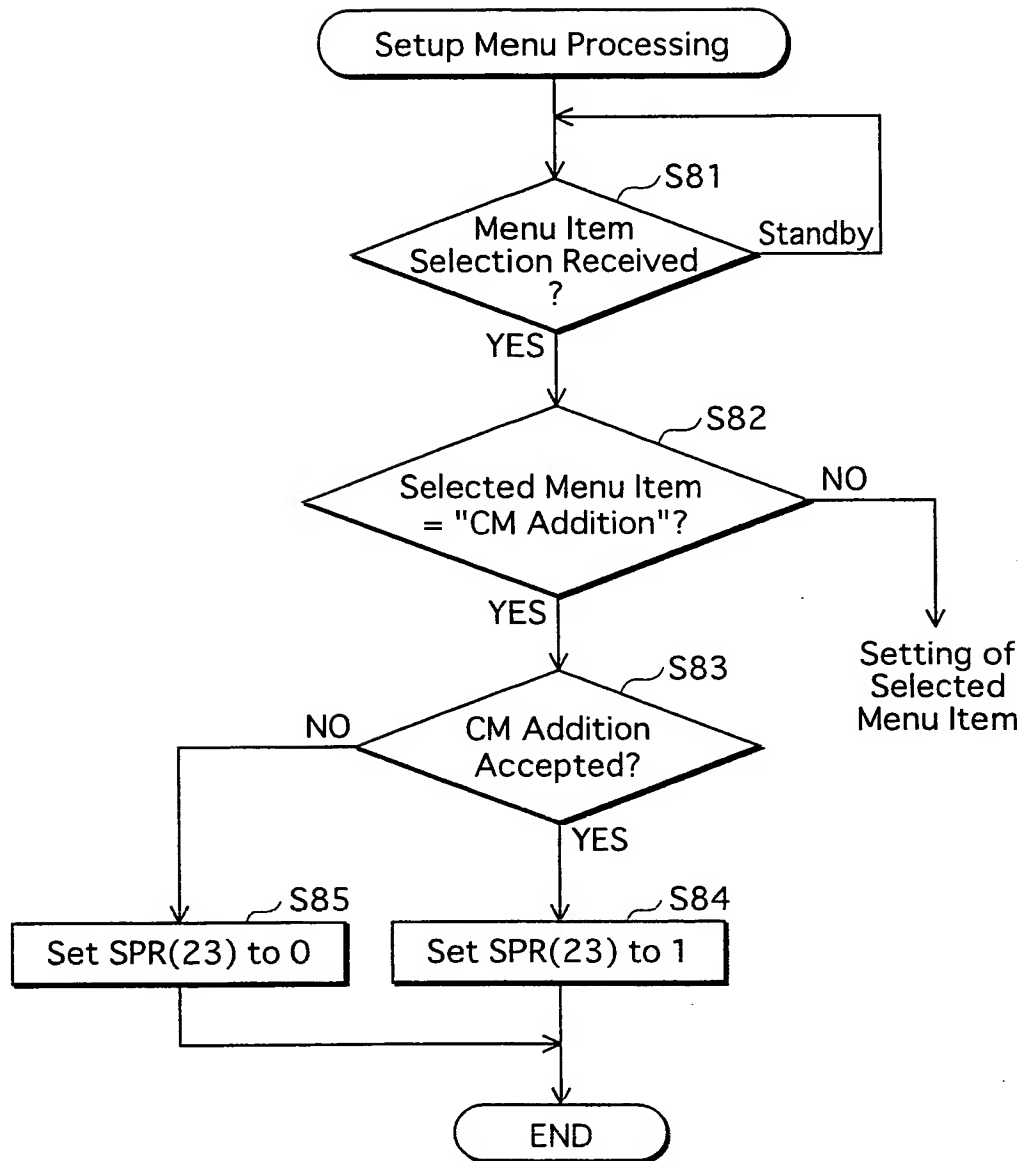 Setup Menu Processing
S81
Menu Item
Selection Received
?
Standby
YES
S82
Selected Menu Item
= "CM Addition"?
NO
YES
Setting of
Selected
Menu Item
S83
NO
CM Addition
Accepted?
YES
S85
S84
Set SPR(23) to 0
Set SPR(23) to 1
END